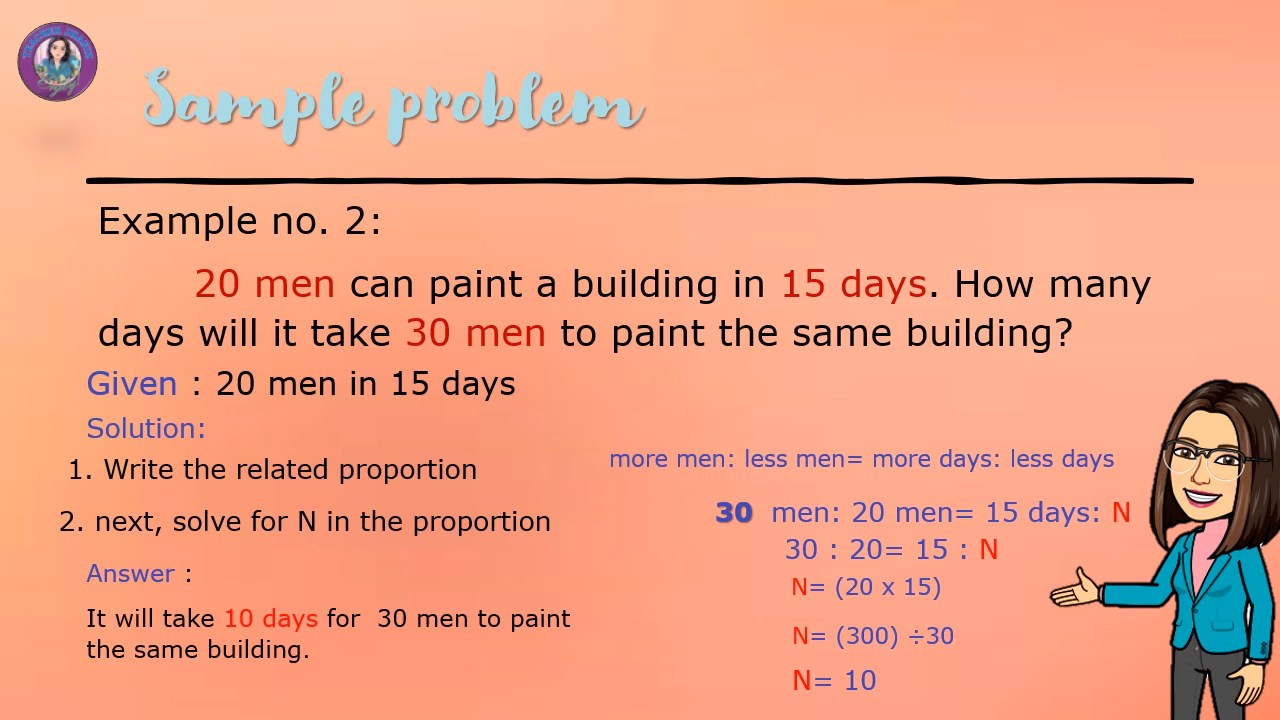 Sample problem
Example no. 2:
20 men can paint a building in 15 days. How many
days will it take 30 men to paint the same building?
Given : 20 men in 15 days
Solution:
1. Write the related proportion
more men: less men= more days: less days
30 men: 20 men= 15 days: N
2. next, solve for N in the proportion
30 : 20= 15 : N
N= (20 x 15)
N= (300) ÷30
N= 10
Answer :
It will take 10 days for 30 men to paint
the same building.